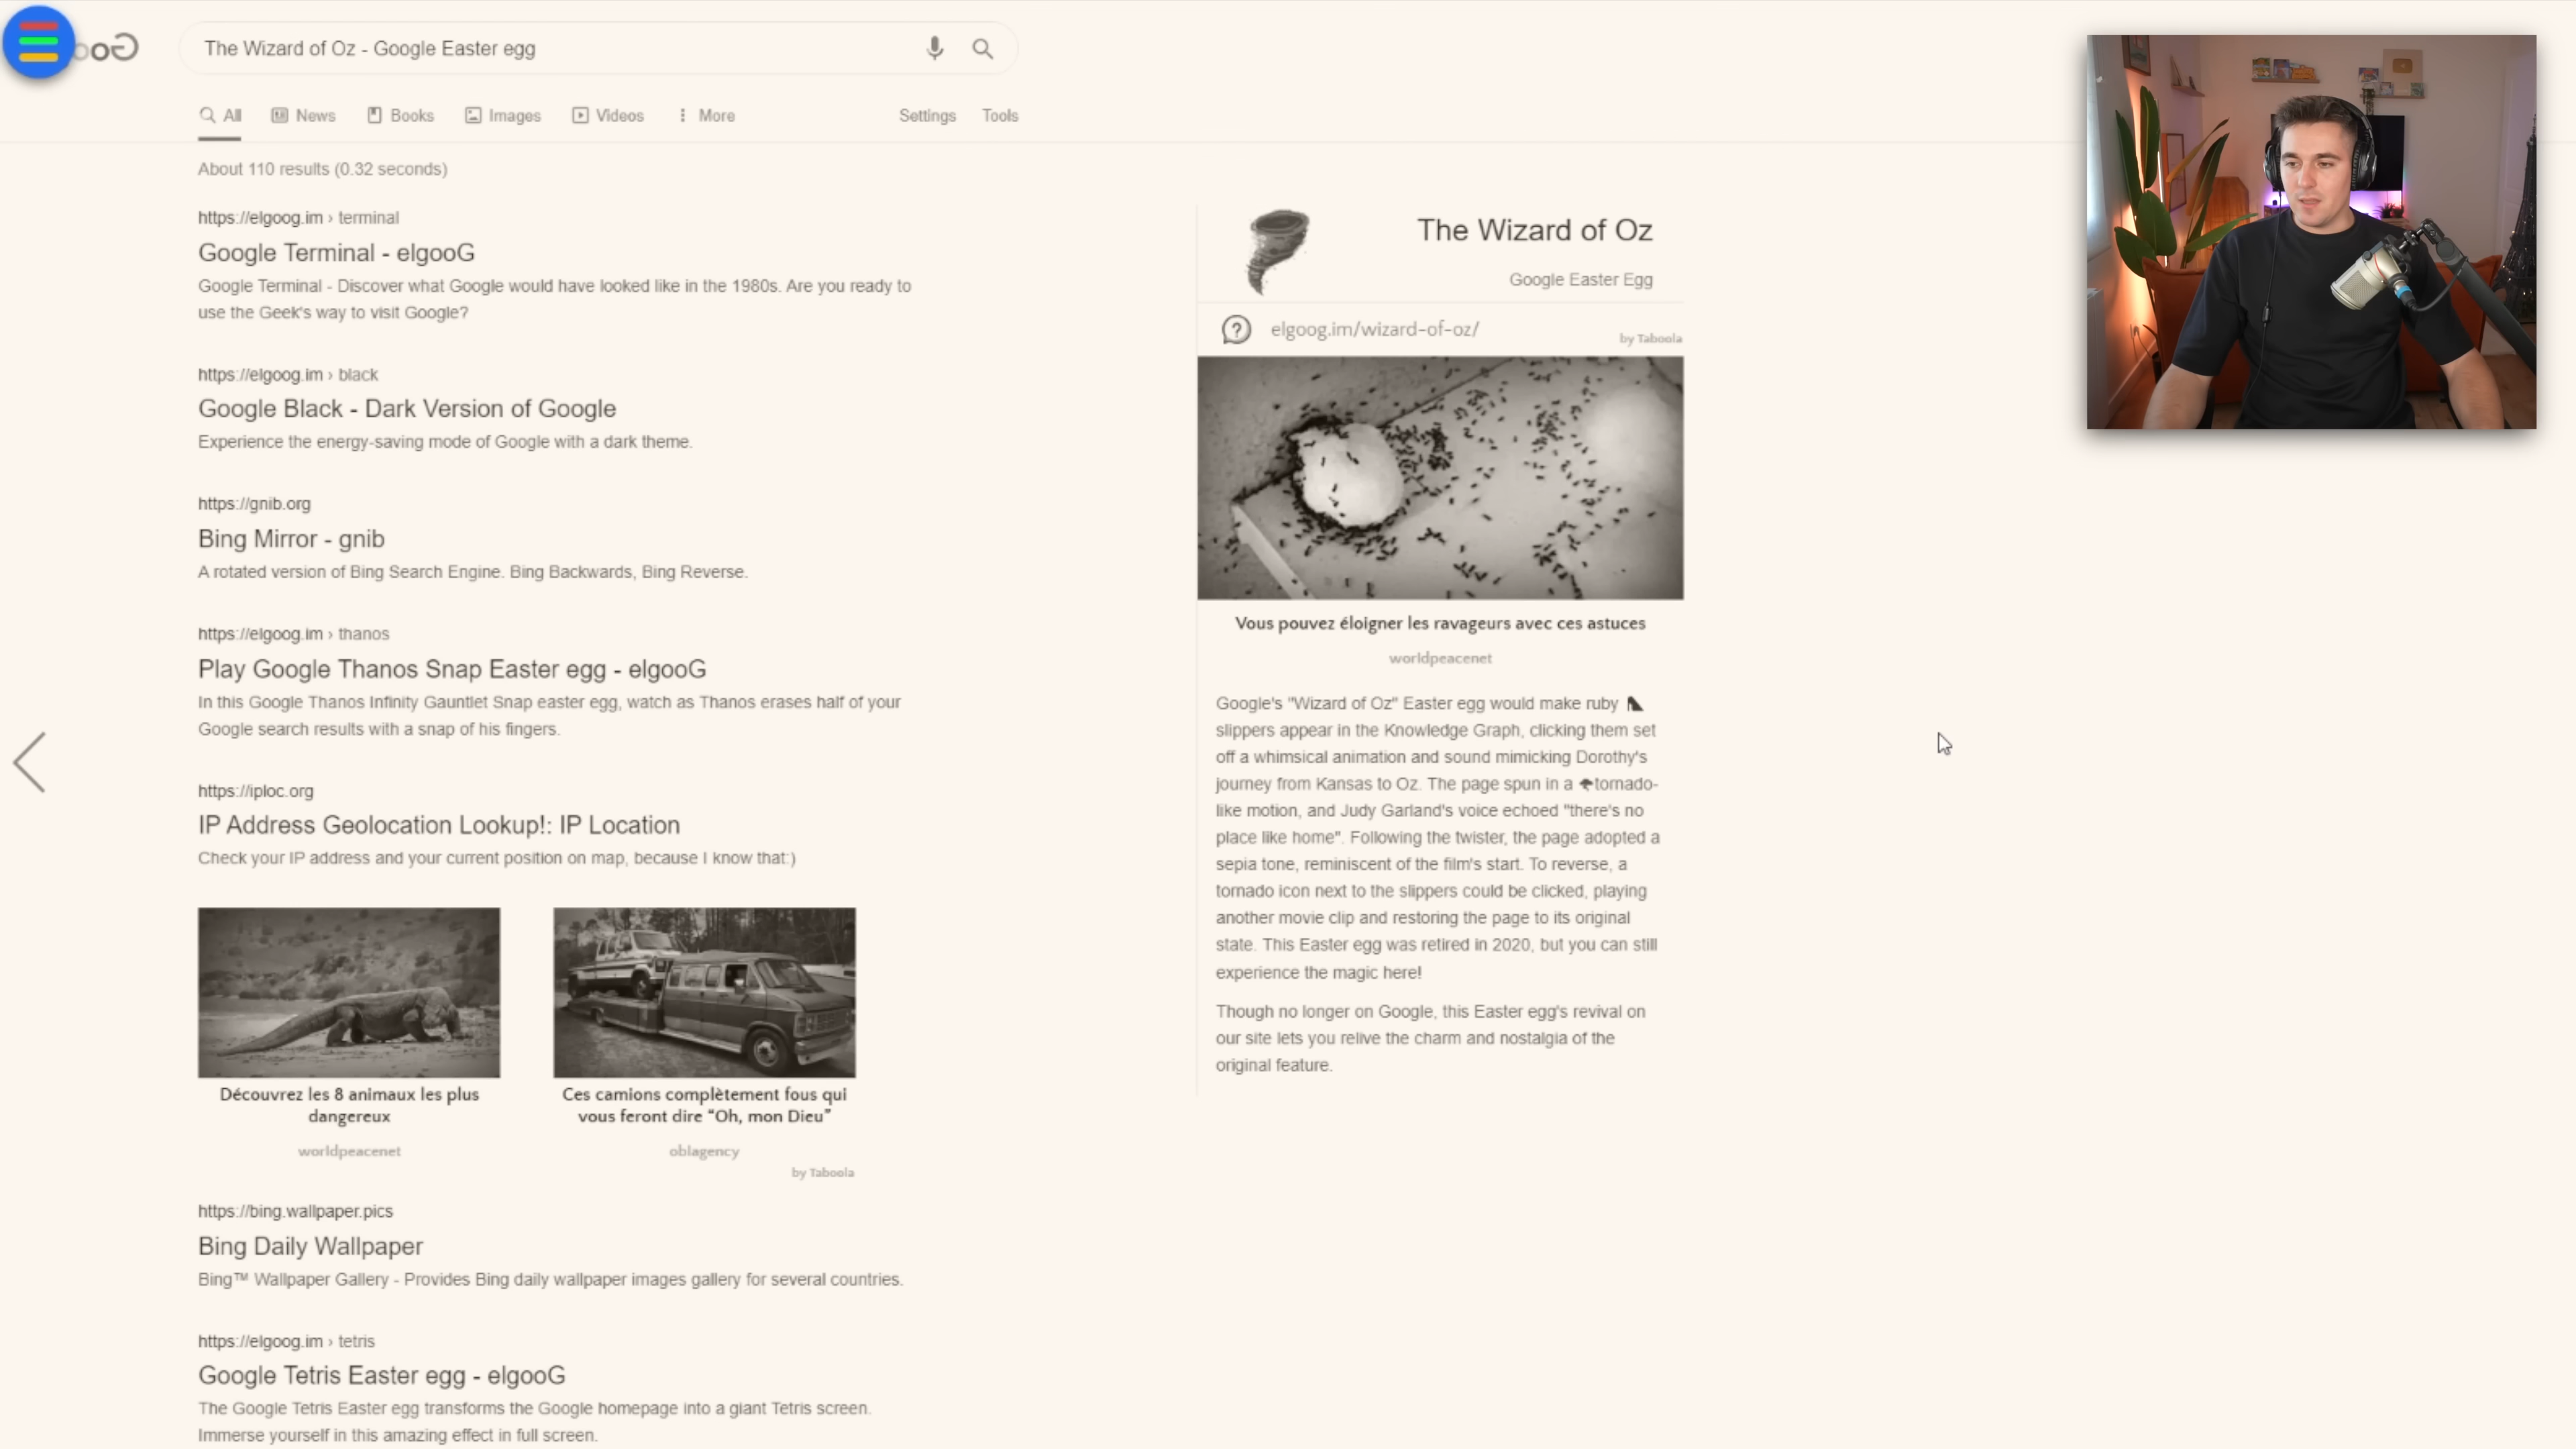 The Wizard of Oz - Google Easter egg
All News Books Images Videos More Settings Tools
About 110 results (0.32 seconds)
https://elgoog.im › terminal
Google Terminal - elgooG
Google Terminal - Discover what Google would have looked like in the 1980s. Are you ready to
use the Geek's way to visit Google?
https://elgoog.im › black
Google Black - Dark Version of Google
Experience the energy-saving mode of Google with a dark theme.
https://gnib.org
Bing Mirror - gnib
A rotated version of Bing Search Engine. Bing Backwards, Bing Reverse.
https://elgoog.im › thanos
Play Google Thanos Snap Easter egg - elgooG
In this Google Thanos Infinity Gauntlet Snap easter egg, watch as Thanos erases half of your
Google search results with a snap of his fingers.
https://iploc.org
IP Address Geolocation Lookup!: IP Location
Check your IP address and your current position on map, because I know that:)
Découvrez les 8 animaux les plus
dangereux
worldpeacenet
Ces camions complètement fous qui
vous feront dire “Oh, mon Dieu”
oblagency
by Taboola
https://bing.wallpaper.pics
Bing Daily Wallpaper
Bing™ Wallpaper Gallery - Provides Bing daily wallpaper images gallery for several countries.
https://elgoog.im › tetris
Google Tetris Easter egg - elgooG
The Google Tetris Easter egg transforms the Google homepage into a giant Tetris screen.
Immerse yourself in this amazing effect in full screen.
The Wizard of Oz
Google Easter Egg
elgoog.im/wizard-of-oz/
by Taboola
Vous pouvez éloigner les ravageurs avec ces astuces
worldpeacenet
Google's "Wizard of Oz" Easter egg would make ruby
slippers appear in the Knowledge Graph, clicking them set
off a whimsical animation and sound mimicking Dorothy's
journey from Kansas to Oz. The page spun in a tornado-
like motion, and Judy Garland's voice echoed "there's no
place like home". Following the twister, the page adopted a
sepia tone, reminiscent of the film's start. To reverse, a
tornado icon next to the slippers could be clicked, playing
another movie clip and restoring the page to its original
state. This Easter egg was retired in 2020, but you can still
experience the magic here!
Though no longer on Google, this Easter egg's revival on
our site lets you relive the charm and nostalgia of the
original feature.